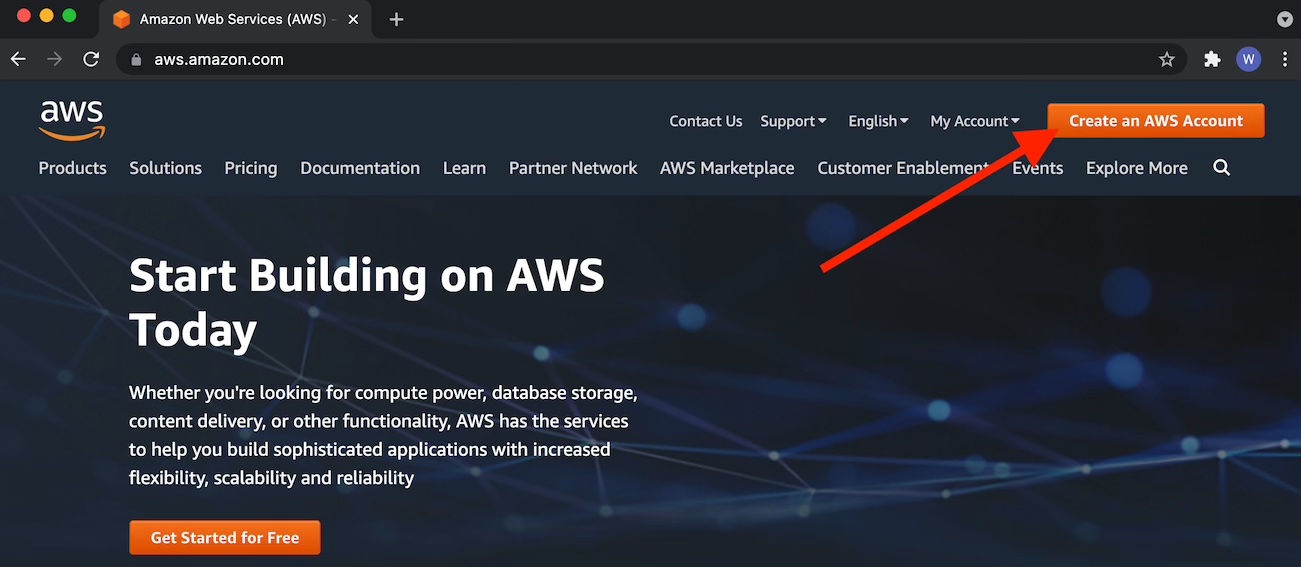 Amazon Web Services (AWS) -
aws.amazon.com
W
aws
Contact Us Support English My Account Create an AWS Account
Products Solutions Pricing Documentation Learn Partner Network AWS Marketplace Customer Enablement Events Explore More
Start Building on AWS
Today
Whether you're looking for compute power, database storage,
content delivery, or other functionality, AWS has the services
to help you build sophisticated applications with increased
flexibility, scalability and reliability
Get Started for Free